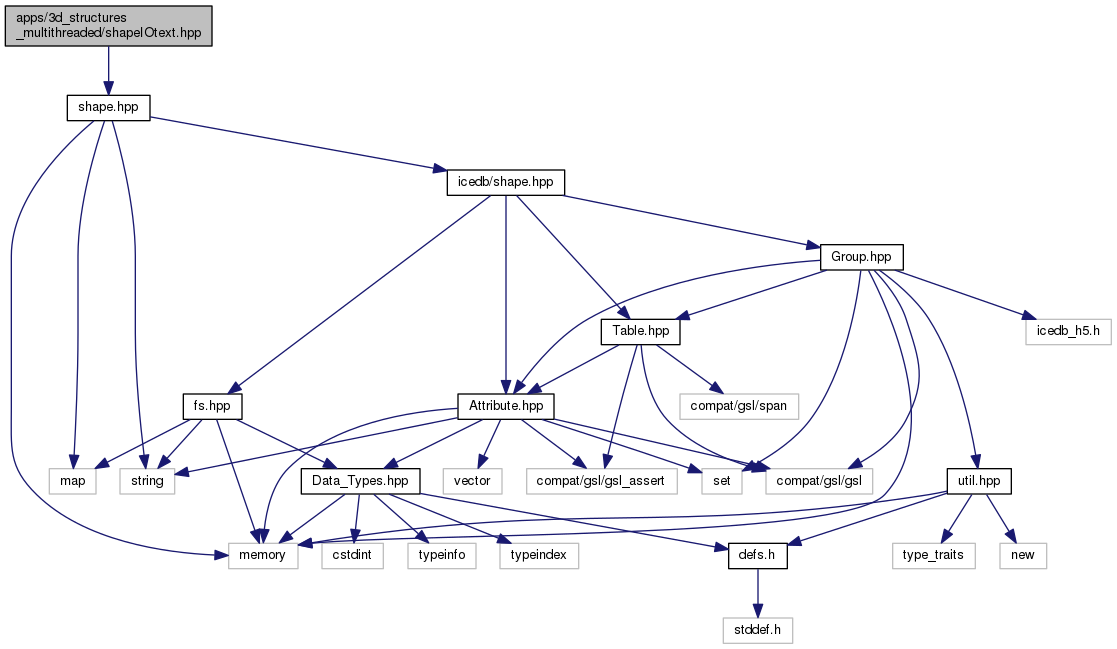 apps/3d_structures
_multithreaded/shapeIOtext.hpp
shape.hpp
icedb/shape.hpp
Group.hpp
Table.hpp
icedb_h5.h
fs.hpp
Attribute.hpp
compat/gsl/span
map
string
Data_Types.hpp
vector
compat/gsl/gsl_assert
set
compat/gsl/gsl
util.hpp
memory
cstdint
typeinfo
typeindex
defs.h
type_traits
new
stddef.h